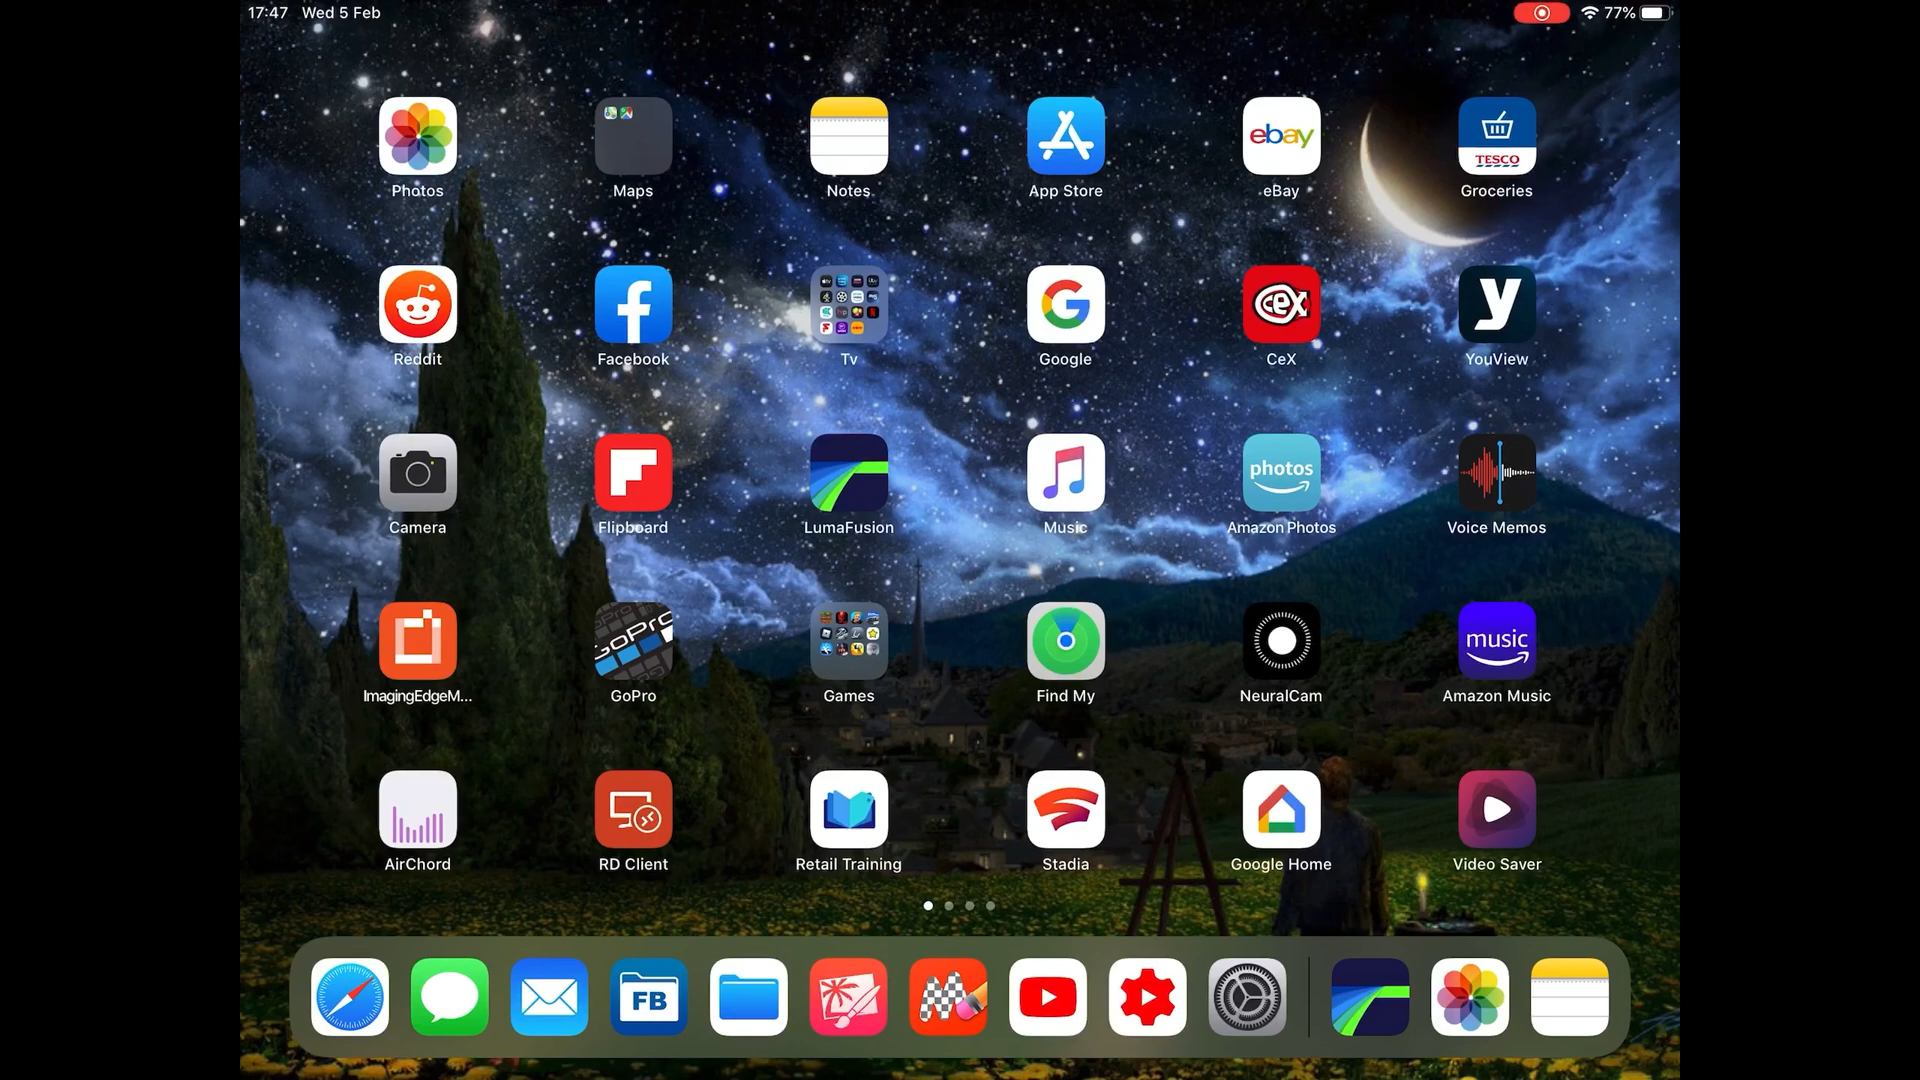 17:47 Wed 5 Feb
77%
ebay
TESCO
Photos Maps Notes App Store eBay Groceries
cex
y
Reddit Facebook Tv Google CeX YouView
photos
Camera Flipboard LumaFusion Music Amazon Photos Voice Memos
GoPro
music
ImagingEdgeM... GoPro Games Find My NeuralCam Amazon Music
AirChord RD Client Retail Training Stadia Google Home Video Saver
FB